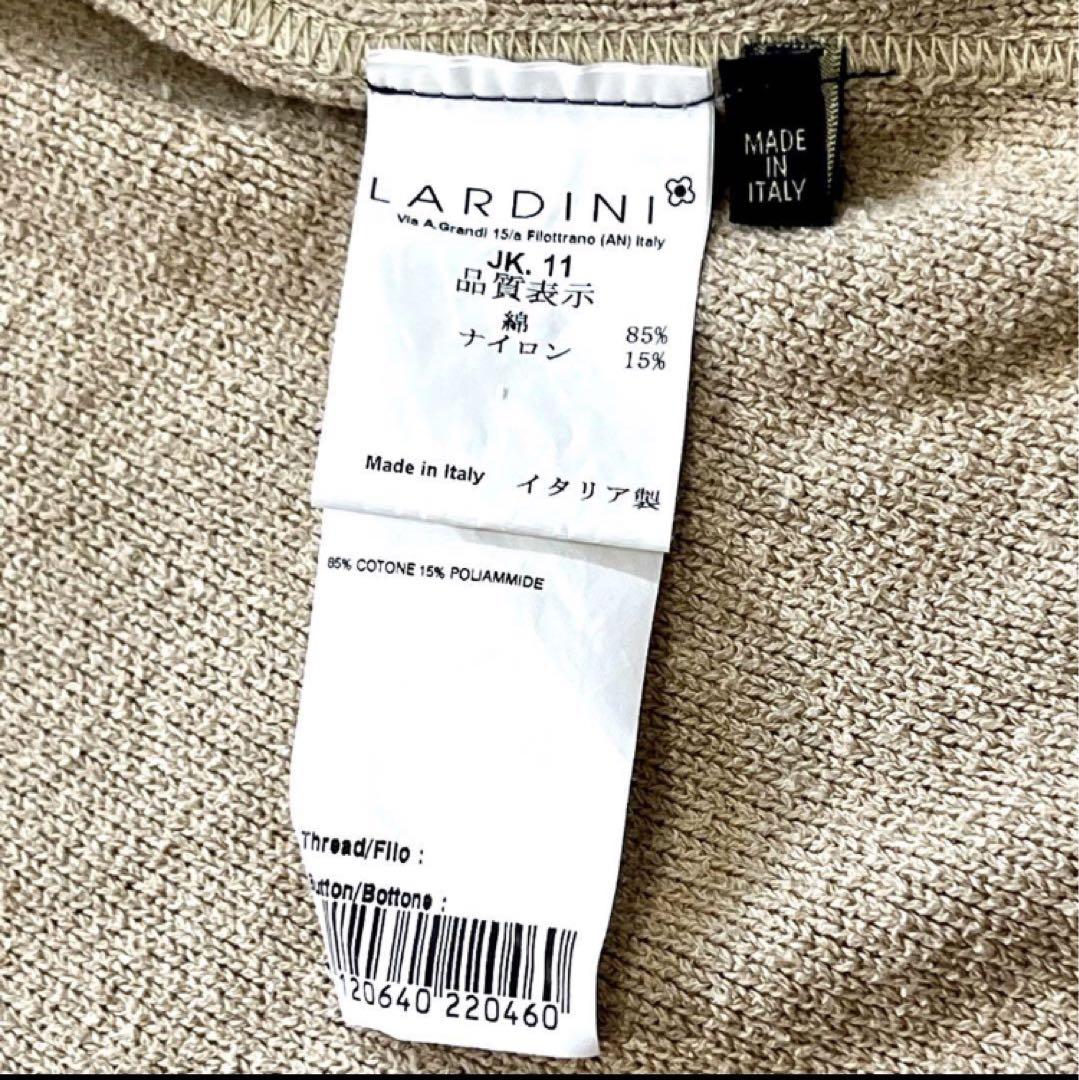 LARDINI
Via A.Grandi 15/a Filottrano (AN) Italy
JK. 11
品質表示
綿 85%
ナイロン 15%
Made in Italy イタリア製
MADE
IN
ITALY
85% COTONE 15% POLIAMMIDE
Thread/Filo :
Button/Bottone :
120640 220460